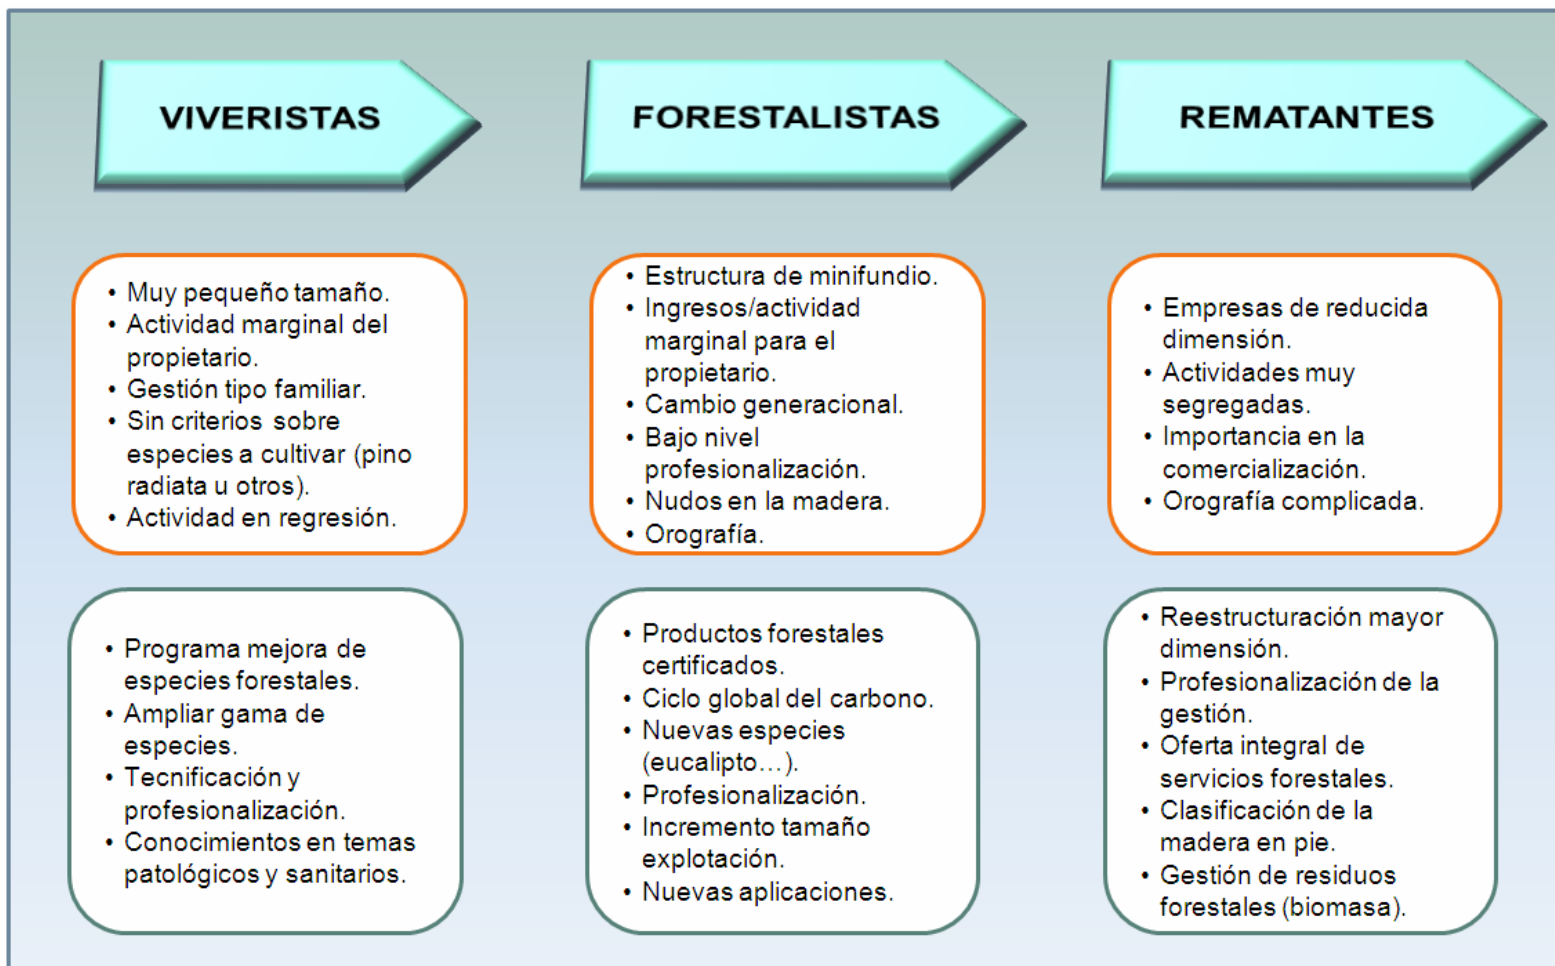 VIVERISTAS
FORESTALISTAS
REMATANTES
• Muy pequeño tamaño.
• Actividad marginal del
propietario.
• Gestión tipo familiar.
• Sin criterios sobre
especies a cultivar (pino
radiata u otros).
• Actividad en regresión.
• Estructura de minifundio.
• Ingresos/actividad
marginal para el
propietario.
• Cambio generacional.
• Bajo nivel
profesionalización.
• Nudos en la madera.
• Orografía.
• Empresas de reducida
dimensión.
• Actividades muy
segregadas.
• Importancia en la
comercialización.
• Orografía complicada.
• Programa mejora de
especies forestales.
• Ampliar gama de
especies.
• Tecnificación y
profesionalización.
• Conocimientos en temas
patológicos y sanitarios.
• Productos forestales
certificados.
• Ciclo global del carbono.
• Nuevas especies
(eucalipto…).
• Profesionalización.
• Incremento tamaño
explotación.
• Nuevas aplicaciones.
• Reestructuración mayor
dimensión.
• Profesionalización de la
gestión.
• Oferta integral de
servicios forestales.
• Clasificación de la
madera en pie.
• Gestión de residuos
forestales (biomasa).